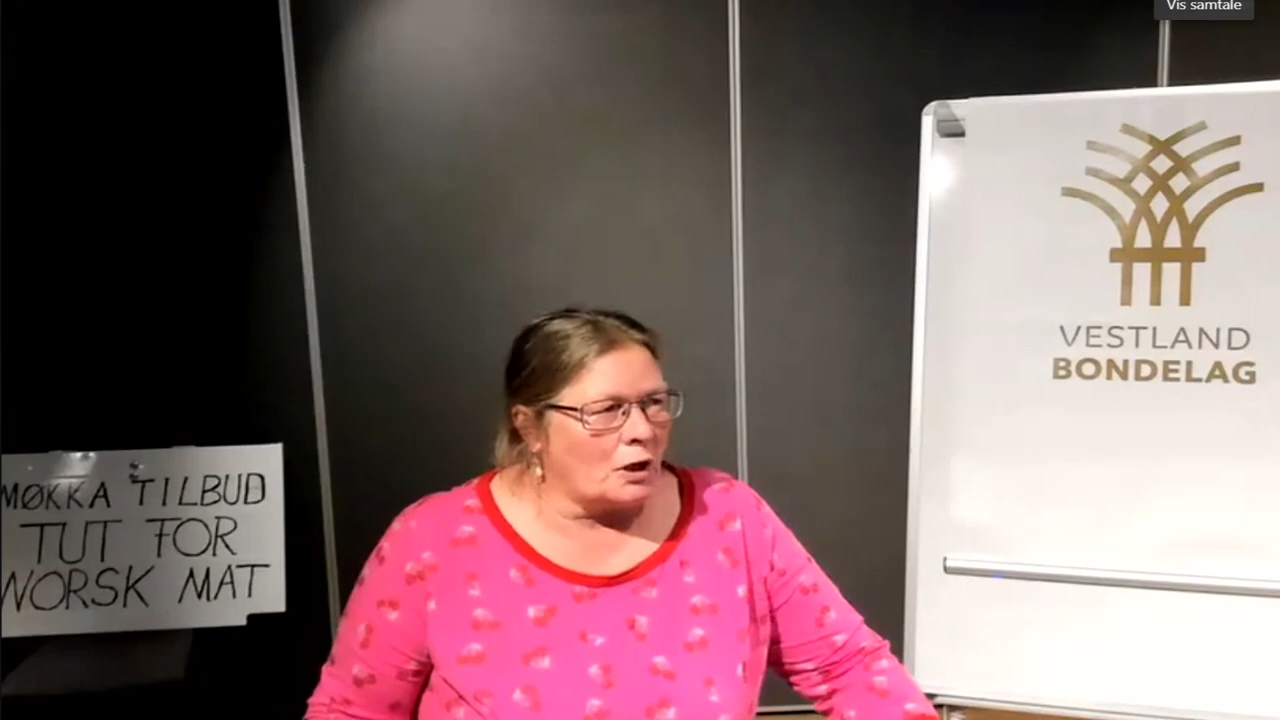 Vis samtale
VESTLAND
BONDELAG
MØKKA TILBUD
TUT FOR
NORSK MAT